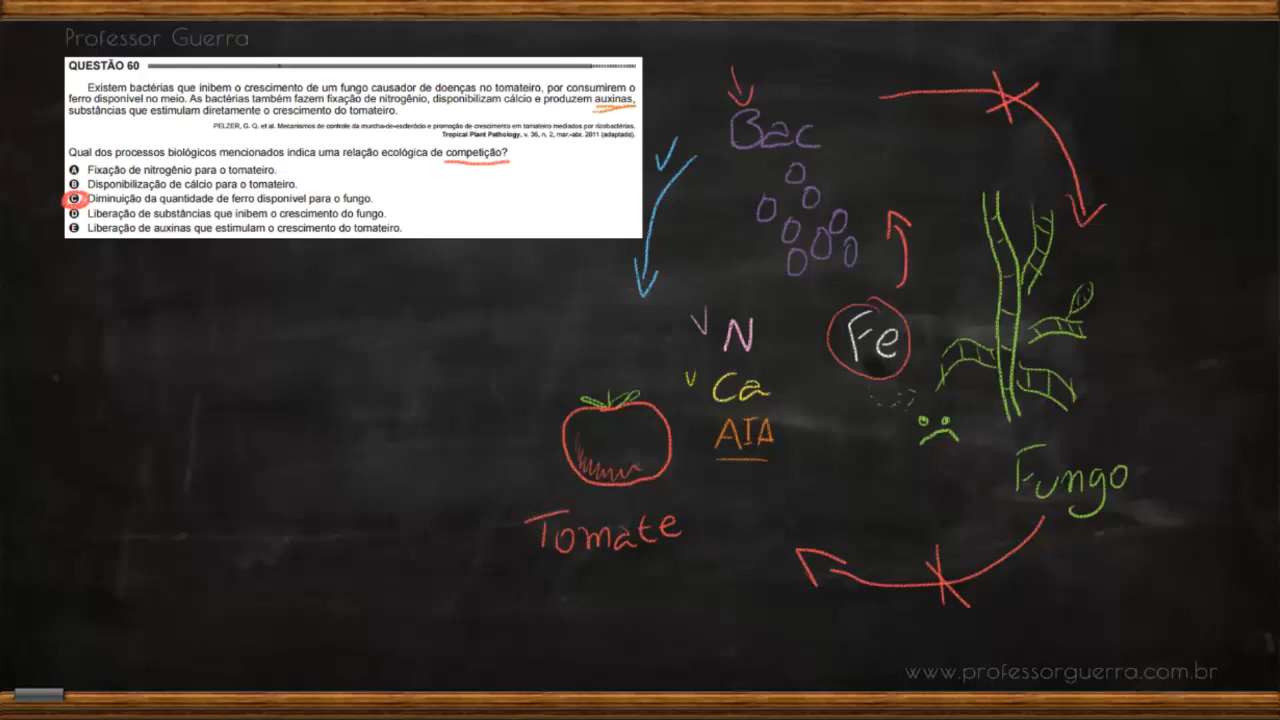 Professor Guerra
QUESTÃO 60
Existem bactérias que inibem o crescimento de um fungo causador de doenças no tomateiro, por consumirem o
ferro disponível no meio. As bactérias também fazem fixação de nitrogênio, disponibilizam cálcio e produzem auxinas,
substâncias que estimulam diretamente o crescimento do tomateiro.
PELZER, G. Q. et al. Mecanismos de controle da murcha-de-esclerócio e promoção de crescimento em tomateiro mediados por rizobactérias.
Tropical Plant Pathology, v. 36, n. 2, mar.-abr. 2011 (adaptado).
Qual dos processos biológicos mencionados indica uma relação ecológica de competição?
A Fixação de nitrogênio para o tomateiro.
B Disponibilização de cálcio para o tomateiro.
C Diminuição da quantidade de ferro disponível para o fungo.
D Liberação de substâncias que inibem o crescimento do fungo.
E Liberação de auxinas que estimulam o crescimento do tomateiro.
Bac
Fe
N
Ca
AIA
Fungo
Tomate
www.professorguerra.com.br